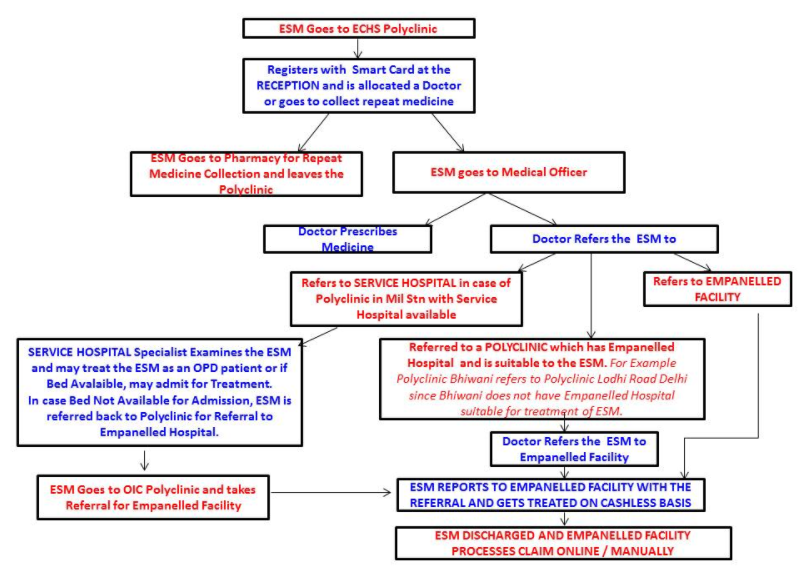 ESM Goes to ECHS Polyclinic
Registers with Smart Card at the
RECEPTION and is allocated a Doctor
or goes to collect repeat medicine
ESM Goes to Pharmacy for Repeat
Medicine Collection and leaves the
Polyclinic
ESM goes to Medical Officer
Doctor Prescribes
Medicine
Doctor Refers the ESM to
Refers to SERVICE HOSPITAL in case of
Polyclinic in Mil Stn with Service
Hospital available
Refers to EMPANELLED
FACILITY
SERVICE HOSPITAL Specialist Examines the ESM
and may treat the ESM as an OPD patient or if
Bed Avalaible, may admit for Treatment.
In case Bed Not Available for Admission, ESM is
referred back to Polyclinic for Referral to
Empanelled Hospital.
Referred to a POLYCLINIC which has Empanelled
Hospital and is suitable to the ESM. For Example
Polyclinic Bhiwani refers to Polyclinic Lodhi Road Delhi
since Bhiwani does not have Empanelled Hospital
suitable for treatment of ESM.
Doctor Refers the ESM to
Empanelled Facility
ESM Goes to OIC Polyclinic and takes
Referral for Empanelled Facility
ESM REPORTS TO EMPANELLED FACILITY WITH THE
REFERRAL AND GETS TREATED ON CASHLESS BASIS
ESM DISCHARGED AND EMPANELLED FACILITY
PROCESSES CLAIM ONLINE / MANUALLY